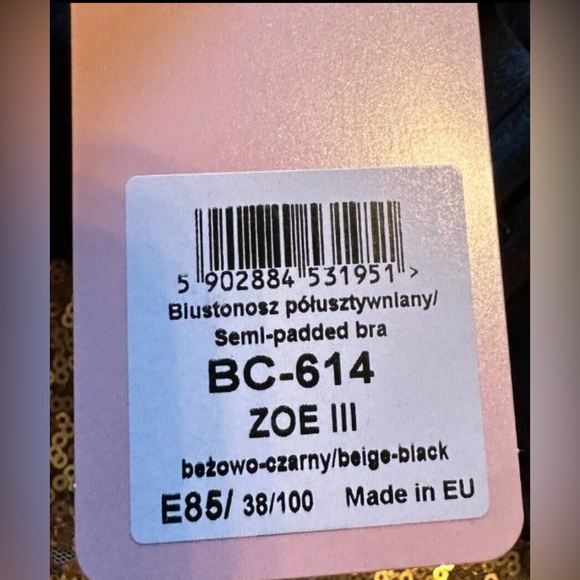 5 902884 531951 >
Biustonosz półusztywniany/
Semi-padded bra
BC-614
ZOE III
beżowo-czarny/beige-black
E85/ 38/100 Made in EU